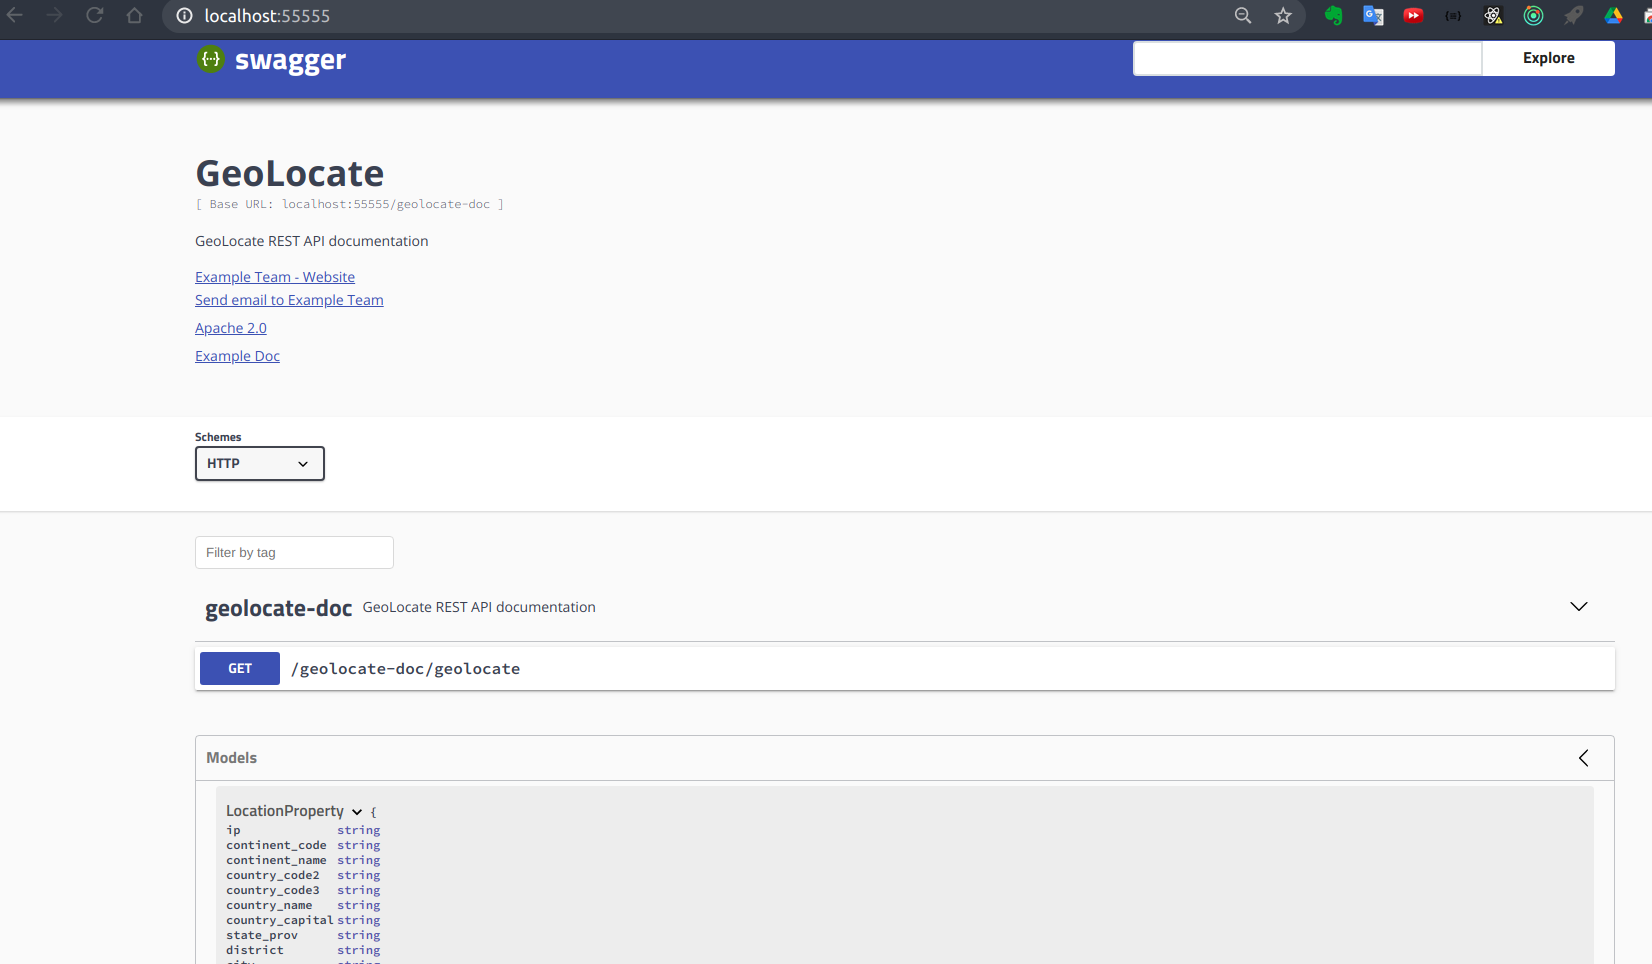 localhost:55555
{···} swagger
Explore
GeoLocate
[ Base URL: localhost:55555/geolocate-doc ]
GeoLocate REST API documentation
Example Team - Website
Send email to Example Team
Apache 2.0
Example Doc
Schemes
HTTP
Filter by tag
geolocate-doc GeoLocate REST API documentation
GET /geolocate-doc/geolocate
Models
LocationProperty {
ip string
continent_code string
continent_name string
country_code2 string
country_code3 string
country_name string
country_capital string
state_prov string
district string